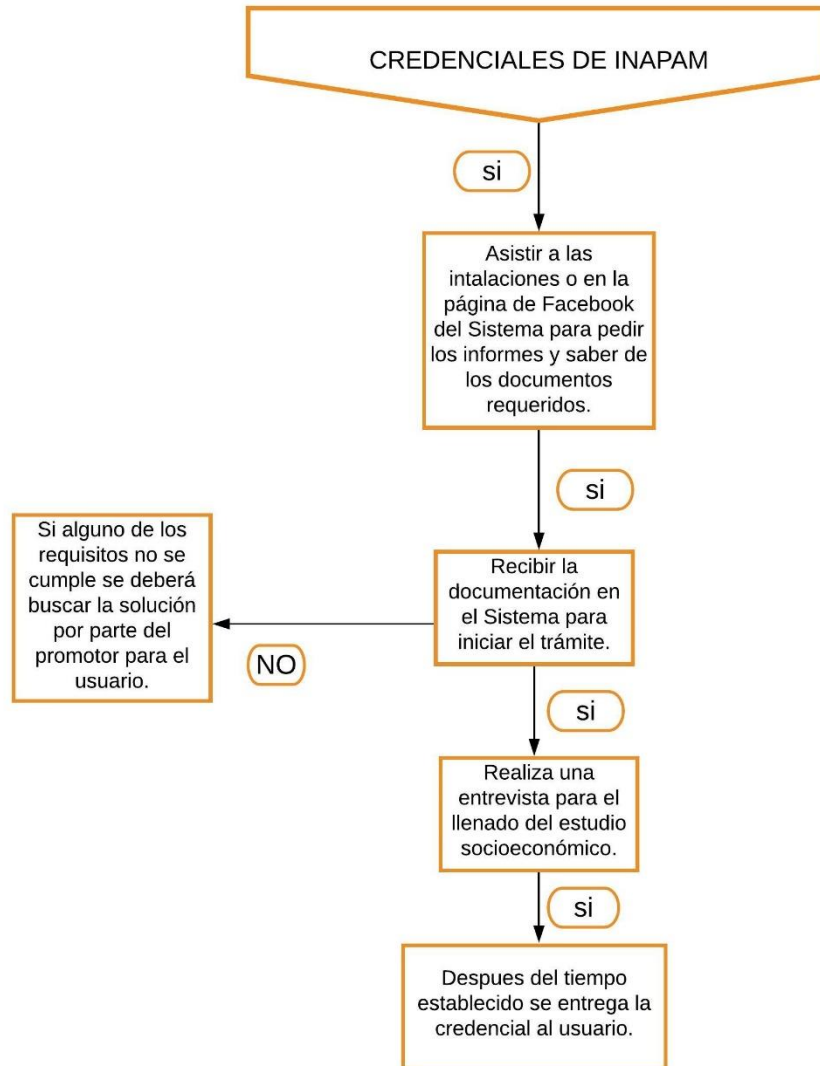 CREDENCIALES DE INAPAM
si
Asistir a las
intalaciones o en la
página de Facebook
del Sistema para pedir
los informes y saber de
los documentos
requeridos.
si
Si alguno de los
requisitos no se
cumple se deberá
buscar la solución
por parte del
promotor para el
usuario.
NO
Recibir la
documentación en
el Sistema para
iniciar el trámite.
si
Realiza una
entrevista para el
llenado del estudio
socioeconómico.
si
Despues del tiempo
establecido se entrega la
credencial al usuario.